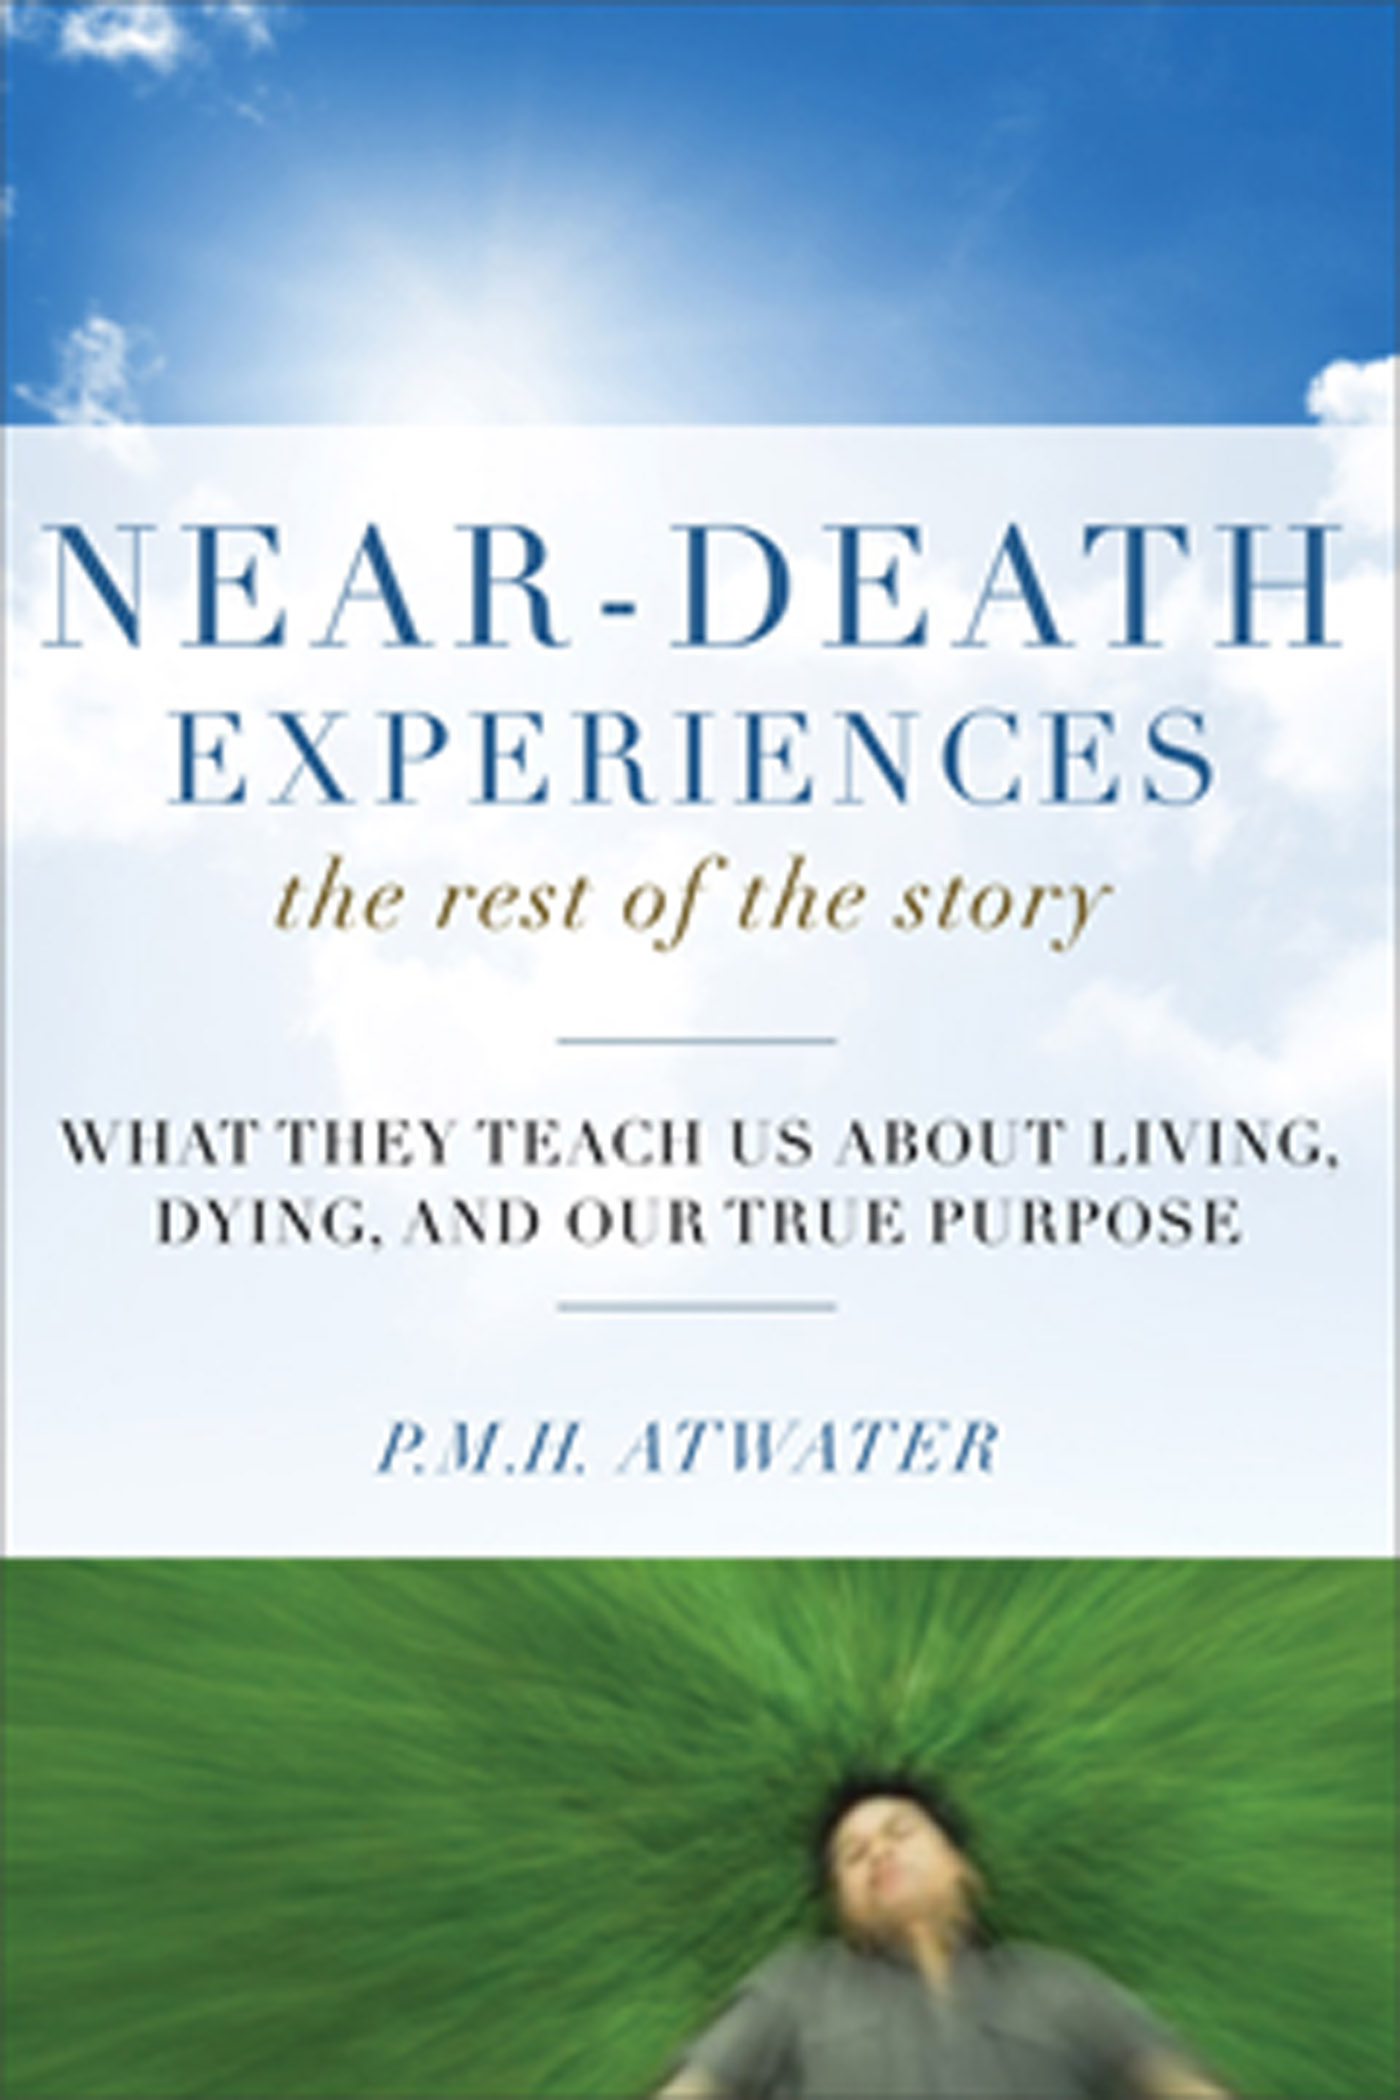 NEAR-DEATH
EXPERIENCES
the rest of the story
WHAT THEY TEACH US ABOUT LIVING,
DYING, AND OUR TRUE PURPOSE
P.M.H. ATWATER